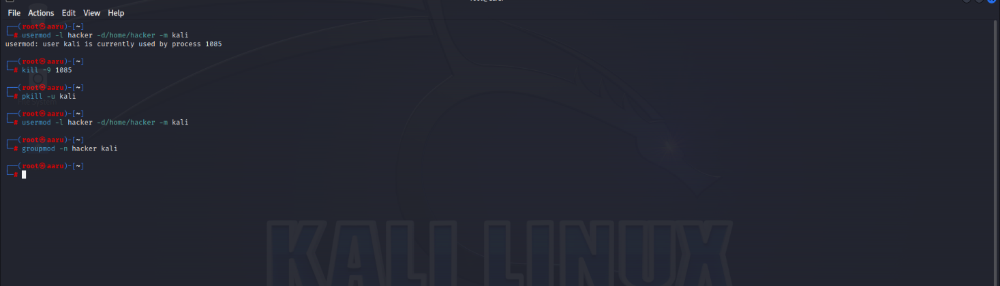 File Actions Edit View Help
┌──(root㉿aaru)-[~]
└─# usermod -l hacker -d/home/hacker -m kali
usermod: user kali is currently used by process 1085
┌──(root㉿aaru)-[~]
└─# kill -9 1085
┌──(root㉿aaru)-[~]
└─# pkill -u kali
┌──(root㉿aaru)-[~]
└─# usermod -l hacker -d/home/hacker -m kali
┌──(root㉿aaru)-[~]
└─# groupmod -n hacker kali
┌──(root㉿aaru)-[~]
└─#
KALI LINUX